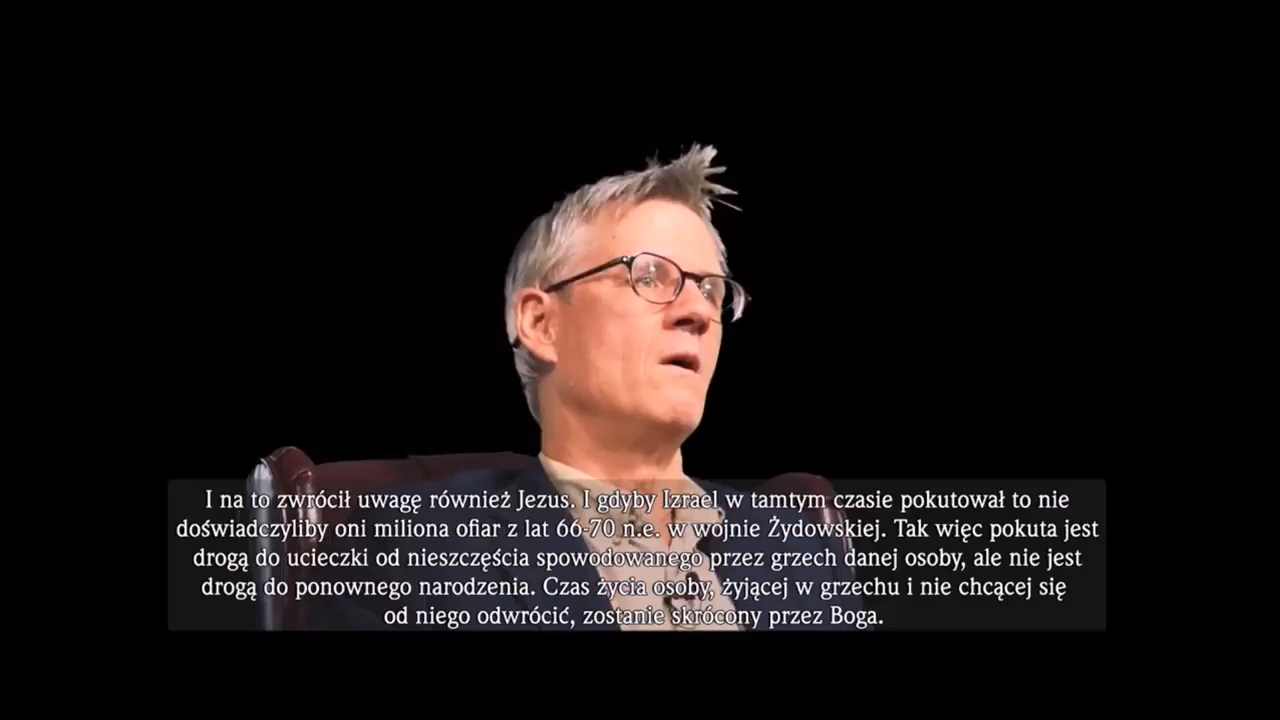 I na to zwrócił uwagę również Jezus. I gdyby Izrael w tamtym czasie pokutował to nie
doświadczyliby oni miliona ofiar z lat 66-70 n.e. w wojnie Żydowskiej. Tak więc pokuta jest
drogą do ucieczki od nieszczęścia spowodowanego przez grzech danej osoby, ale nie jest
drogą do ponownego narodzenia. Czas życia osoby, żyjącej w grzechu i nie chcącej się
od niego odwrócić, zostanie skrócony przez Boga.